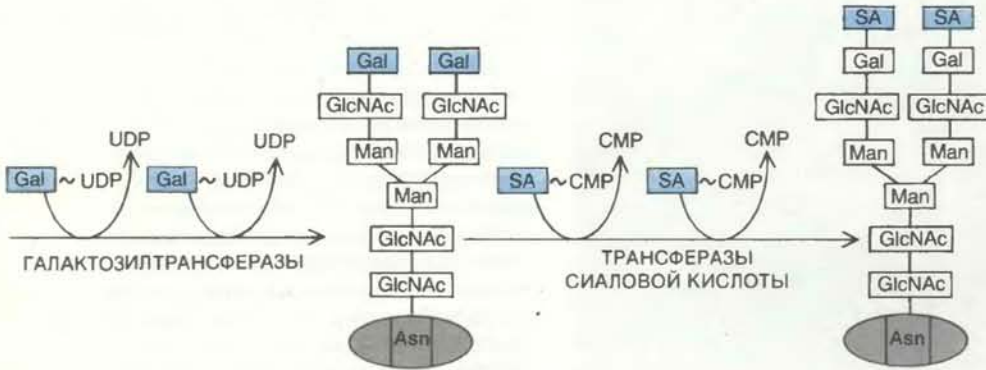 SA SA
Gal Gal Gal Gal
GlcNAc GlcNAc GlcNAc GlcNAc
UDP UDP CMP CMP
Man Man Man Man
Gal ~ UDP Gal ~ UDP SA ~ CMP SA ~ CMP
Man Man
GlcNAc GlcNAc
ГАЛАКТОЗИЛТРАНСФЕРАЗЫ ТРАНСФЕРАЗЫ
СИАЛОВОЙ КИСЛОТЫ
GlcNAc GlcNAc
Asn Asn